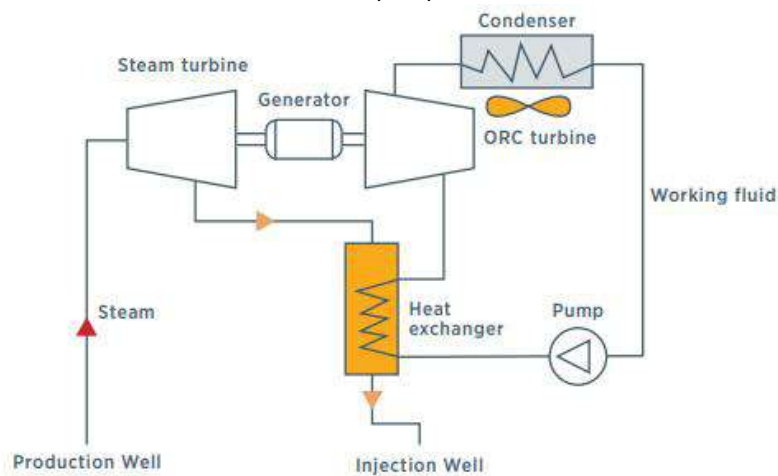 Condenser
Steam turbine
Generator
ORC turbine
Working fluid
Steam
Heat
exchanger
Pump
Production Well
Injection Well